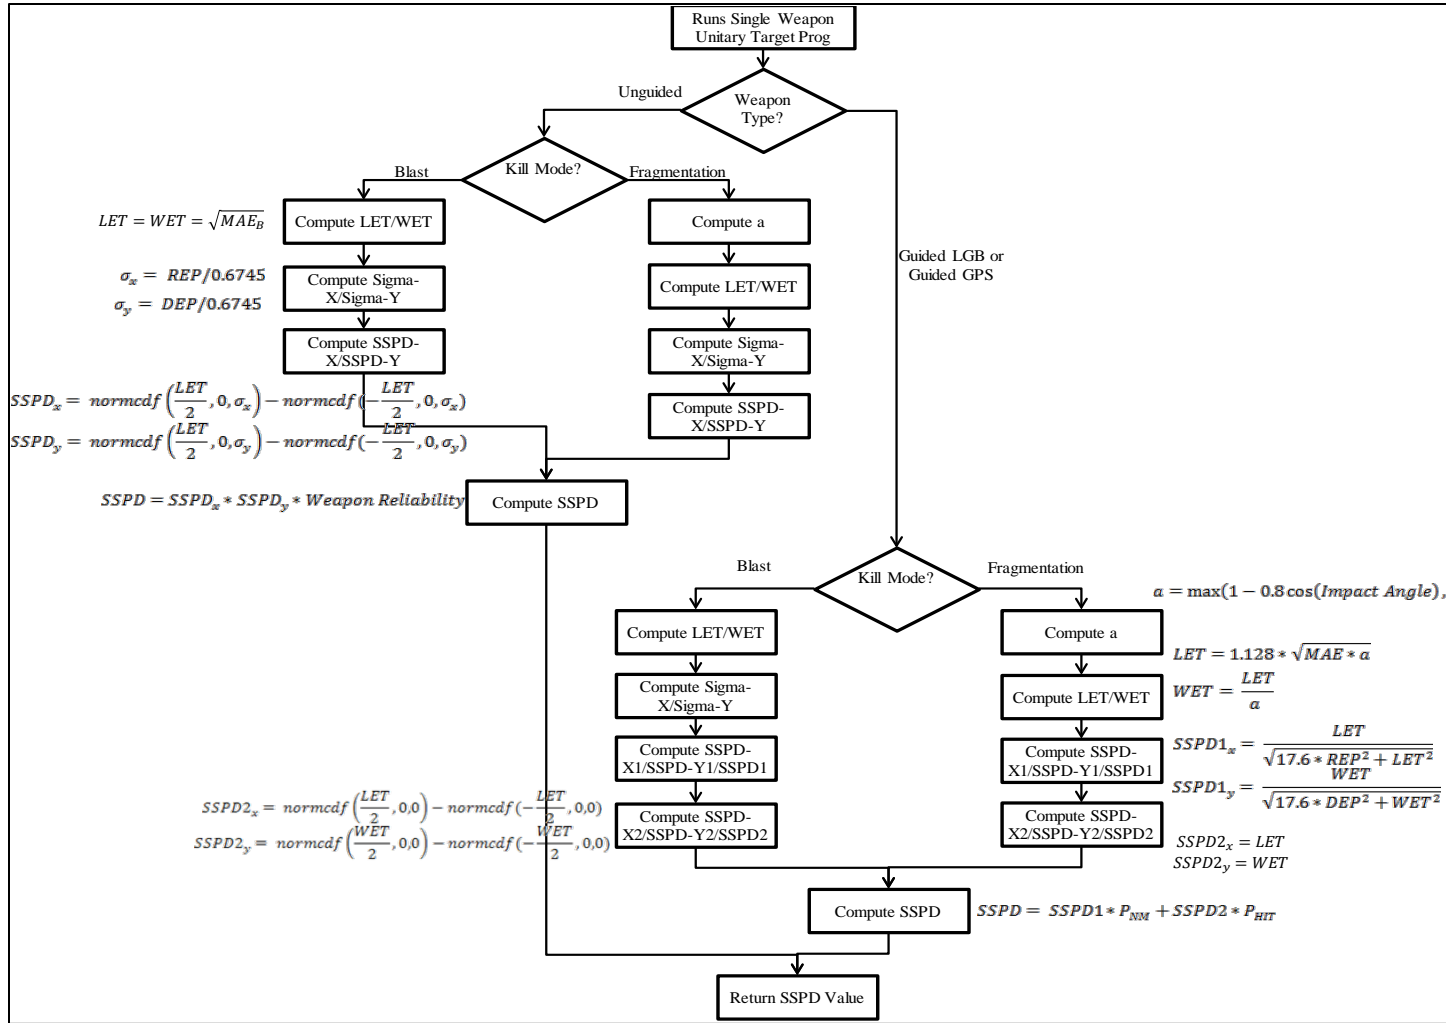 Runs Single Weapon
Unitary Target Prog
Weapon
Type?
Unguided
Kill Mode?
Blast
Fragmentation
LET = WET = √MAE_B
Compute LET/WET
Compute a
Guided LGB or
Guided GPS
σ_x = REP/0.6745
σ_y = DEP/0.6745
Compute Sigma-
X/Sigma-Y
Compute LET/WET
Compute SSPD-
X/SSPD-Y
Compute Sigma-
X/Sigma-Y
SSPD_x = normcdf(LET/2, 0, σ_x) − normcdf(−LET/2, 0, σ_x)
SSPD_y = normcdf(LET/2, 0, σ_y) − normcdf(−LET/2, 0, σ_y)
Compute SSPD-
X/SSPD-Y
SSPD = SSPD_x * SSPD_y * Weapon Reliability
Compute SSPD
Kill Mode?
Blast
Fragmentation
a = max(1 − 0.8 cos(Impact Angle),
Compute LET/WET
Compute a
LET = 1.128 * √MAE * a
Compute Sigma-
X/Sigma-Y
Compute LET/WET
WET = LET/a
Compute SSPD-
X1/SSPD-Y1/SSPD1
Compute SSPD-
X1/SSPD-Y1/SSPD1
SSPD1_x = LET/√17.6 * REP² + LET²
SSPD1_y = WET/√17.6 * DEP² + WET²
SSPD2_x = normcdf(LET/2, 0,0) − normcdf(−LET/2, 0,0)
SSPD2_y = normcdf(WET/2, 0,0) − normcdf(−WET/2, 0,0)
Compute SSPD-
X2/SSPD-Y2/SSPD2
Compute SSPD-
X2/SSPD-Y2/SSPD2
SSPD2_x = LET
SSPD2_y = WET
Compute SSPD
SSPD = SSPD1 * P_NM + SSPD2 * P_HIT
Return SSPD Value